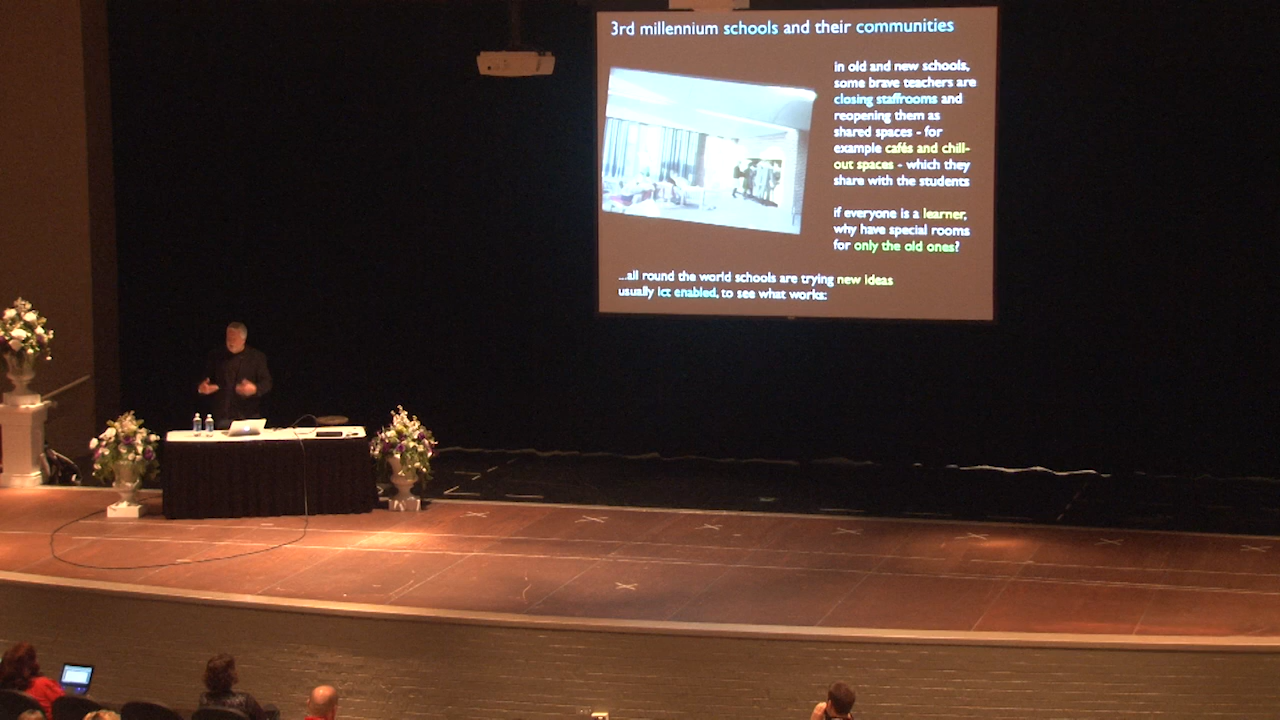 3rd millennium schools and their communities
in old and new schools,
some brave teachers are
closing staffrooms and
reopening them as
shared spaces - for
example cafés and chill-
out spaces - which they
share with the students
if everyone is a learner,
why have special rooms
for only the old ones?
...all round the world schools are trying new ideas
usually ict enabled, to see what works: